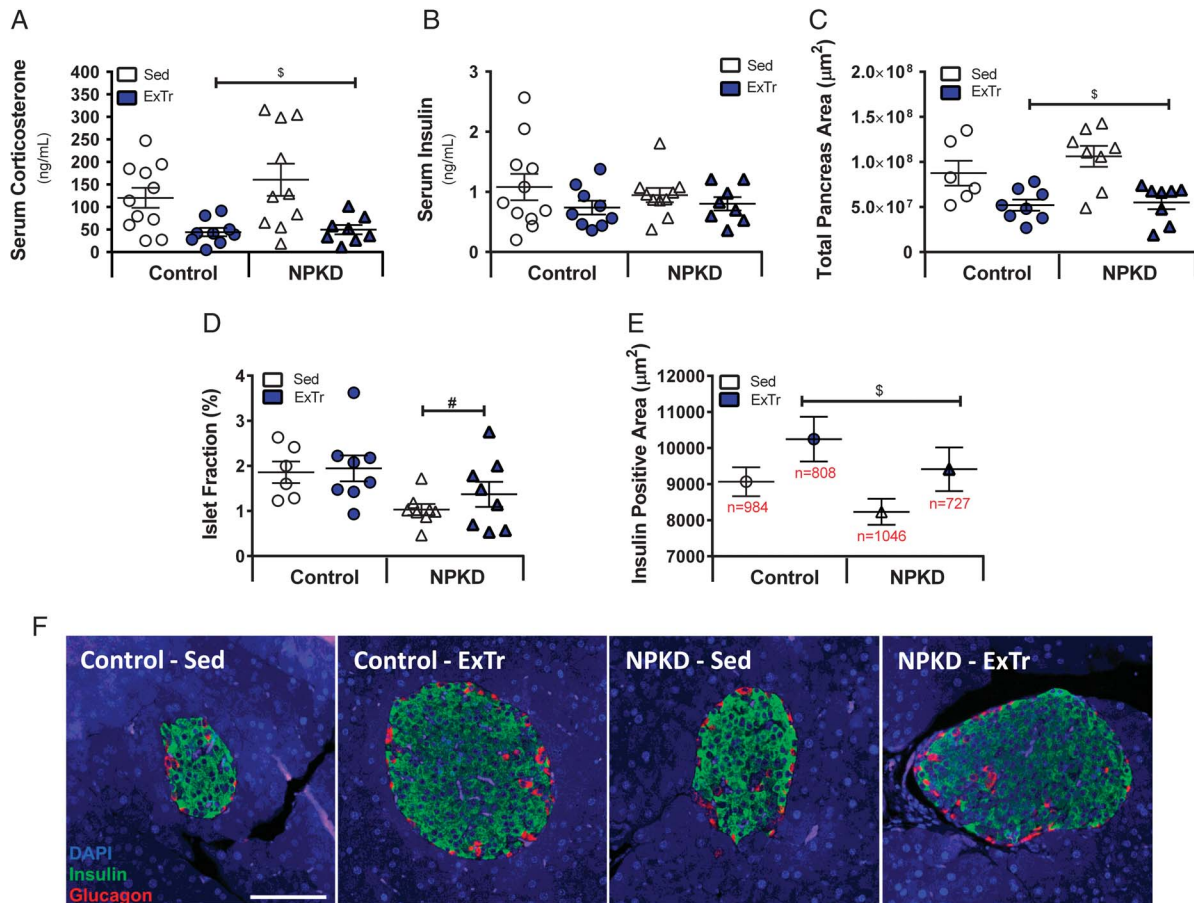 A
Serum Corticosterone
(ng/mL)
400
350
300
250
200
150
100
50
0
Sed
ExTr
$
Control
NPKD
B
Serum Insulin
(ng/mL)
3
2
1
0
Sed
ExTr
Control
NPKD
C
Total Pancreas Area (μm²)
2.0×10⁸
1.5×10⁸
1.0×10⁸
5.0×10⁷
0
Sed
ExTr
$
Control
NPKD
D
Islet Fraction (%)
4
3
2
1
0
Sed
ExTr
#
Control
NPKD
E
Insulin Positive Area (μm²)
12000
11000
10000
9000
8000
7000
Sed
ExTr
$
n=984
n=808
n=1046
n=727
Control
NPKD
F
Control - Sed
Control - ExTr
NPKD - Sed
NPKD - ExTr
DAPI
Insulin
Glucagon